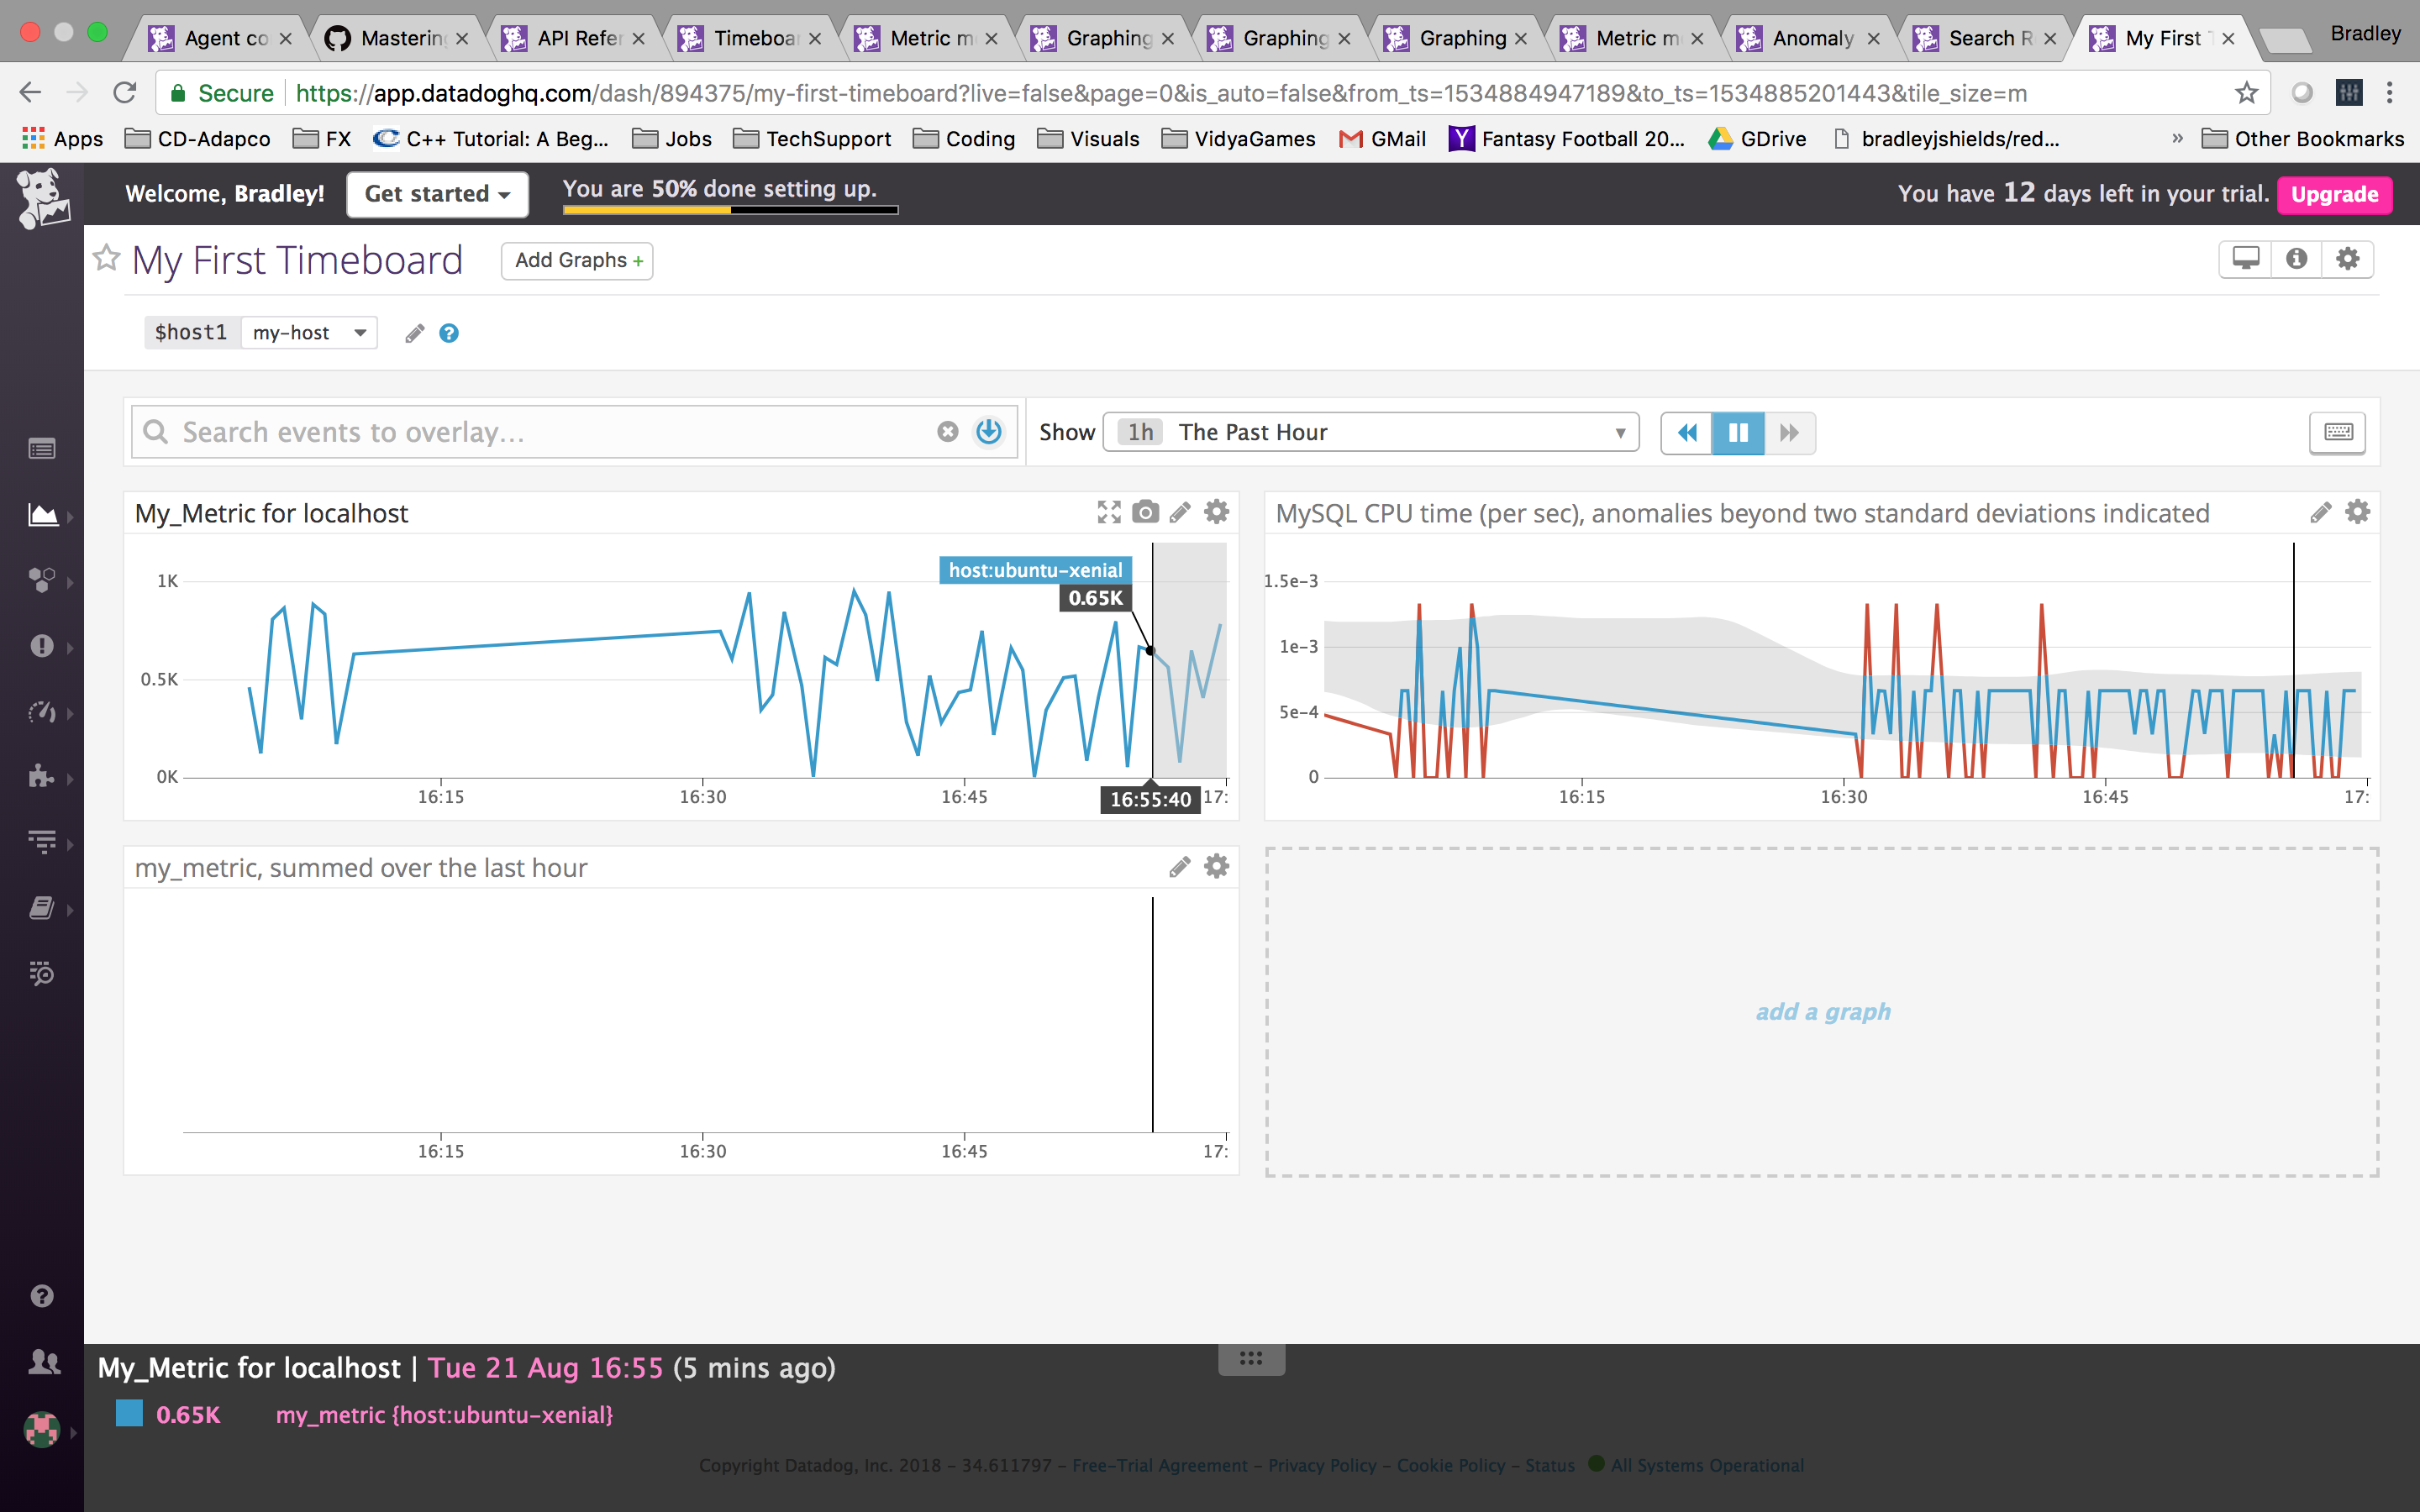 Agent co
Mastering
API Refer
Timeboar
Metric m
Graphing
Graphing
Graphing
Metric m
Anomaly
Search R
My First T
Bradley
Secure https://app.datadoghq.com/dash/894375/my-first-timeboard?live=false&page=0&is_auto=false&from_ts=1534884947189&to_ts=1534885201443&tile_size=m
Apps CD-Adapco FX C++ Tutorial: A Beg... Jobs TechSupport Coding Visuals VidyaGames GMail Fantasy Football 20... GDrive bradleyjshields/red... » Other Bookmarks
Welcome, Bradley! Get started You are 50% done setting up. You have 12 days left in your trial. Upgrade
My First Timeboard Add Graphs +
$host1 my-host
Search events to overlay... Show 1h The Past Hour
My_Metric for localhost
host:ubuntu-xenial
0.65K
1K
0.5K
0K
16:15 16:30 16:45 16:55:40 17:
MySQL CPU time (per sec), anomalies beyond two standard deviations indicated
1.5e-3
1e-3
5e-4
0
16:15 16:30 16:45 17:
my_metric, summed over the last hour
16:15 16:30 16:45 17:
add a graph
My_Metric for localhost | Tue 21 Aug 16:55 (5 mins ago)
0.65K my_metric {host:ubuntu-xenial}
Copyright Datadog, Inc. 2018 - 34.611797 - Free-Trial Agreement - Privacy Policy - Cookie Policy - Status All Systems Operational